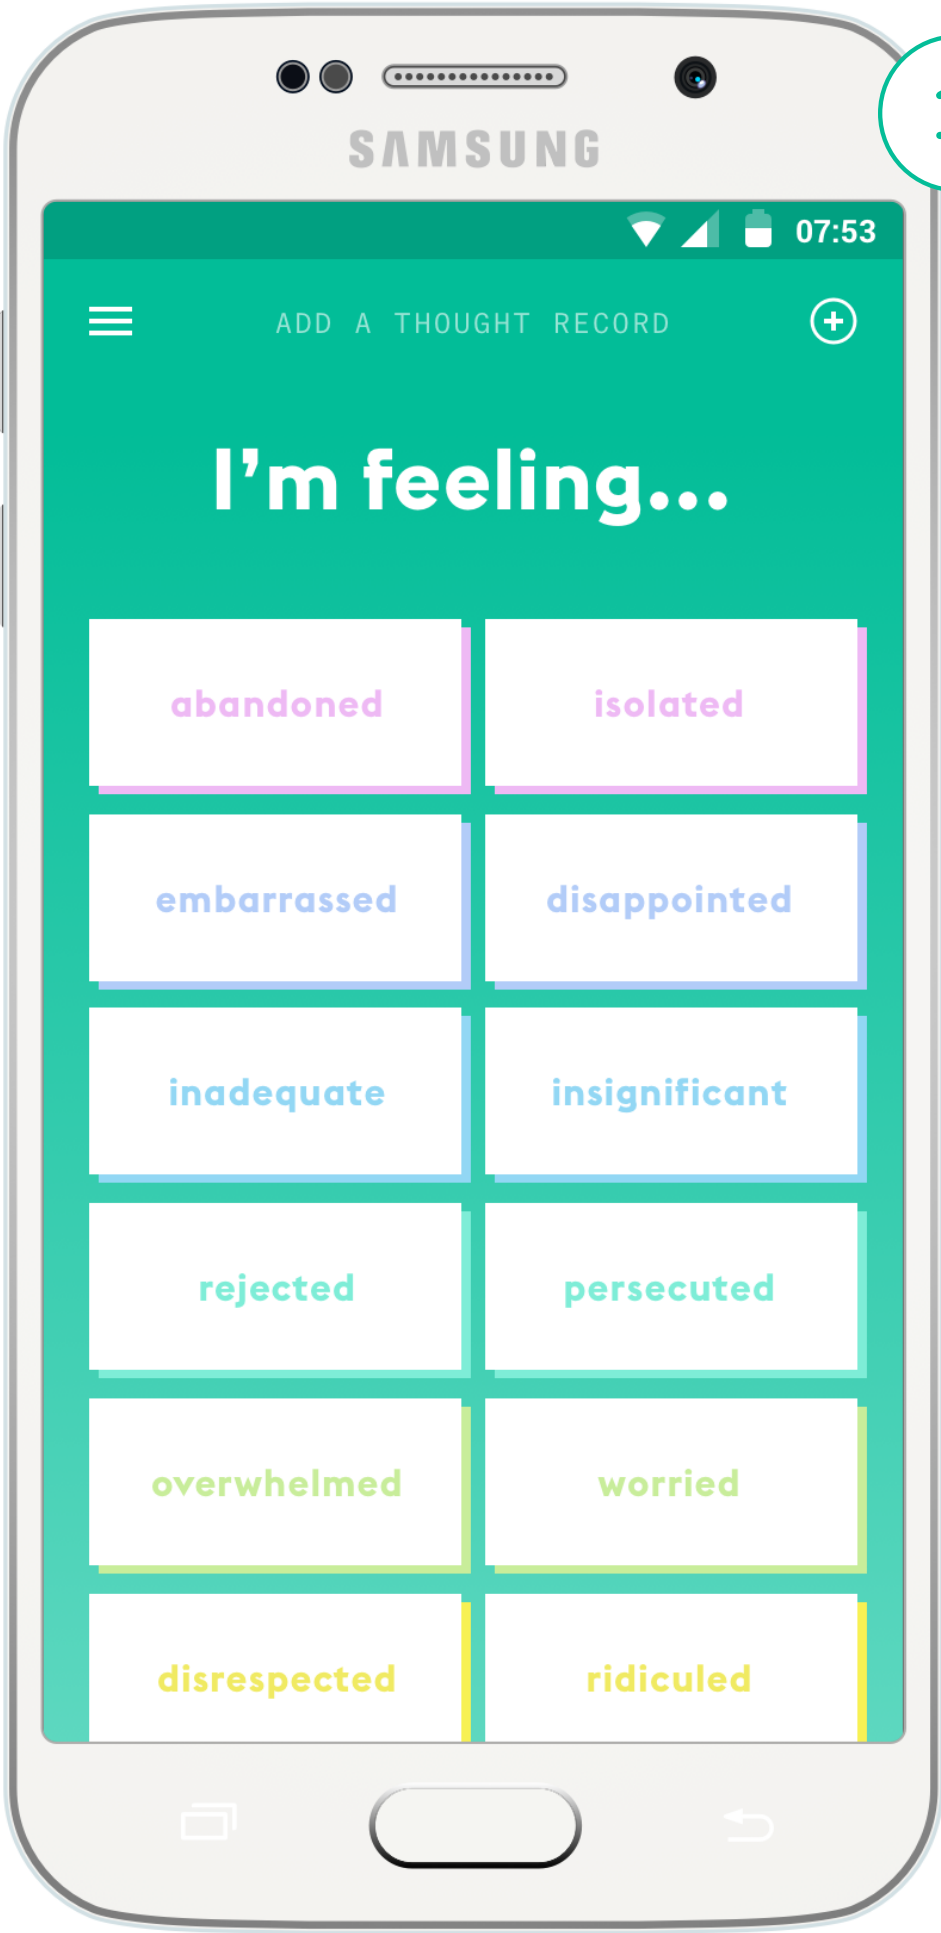 SAMSUNG
07:53
ADD A THOUGHT RECORD
I'm feeling...
abandoned
isolated
embarrassed
disappointed
inadequate
insignificant
rejected
persecuted
overwhelmed
worried
disrespected
ridiculed